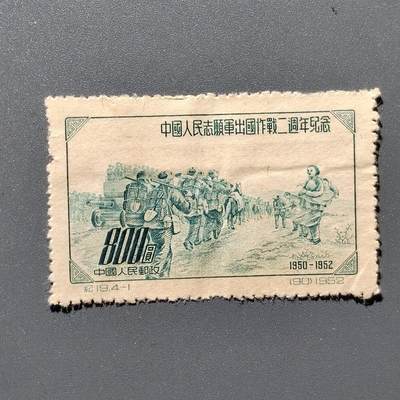 中國人民志願軍出國作戰二週年紀念
800圓
中國人民郵政
1950-1952
紀19.4-1
(90)1952